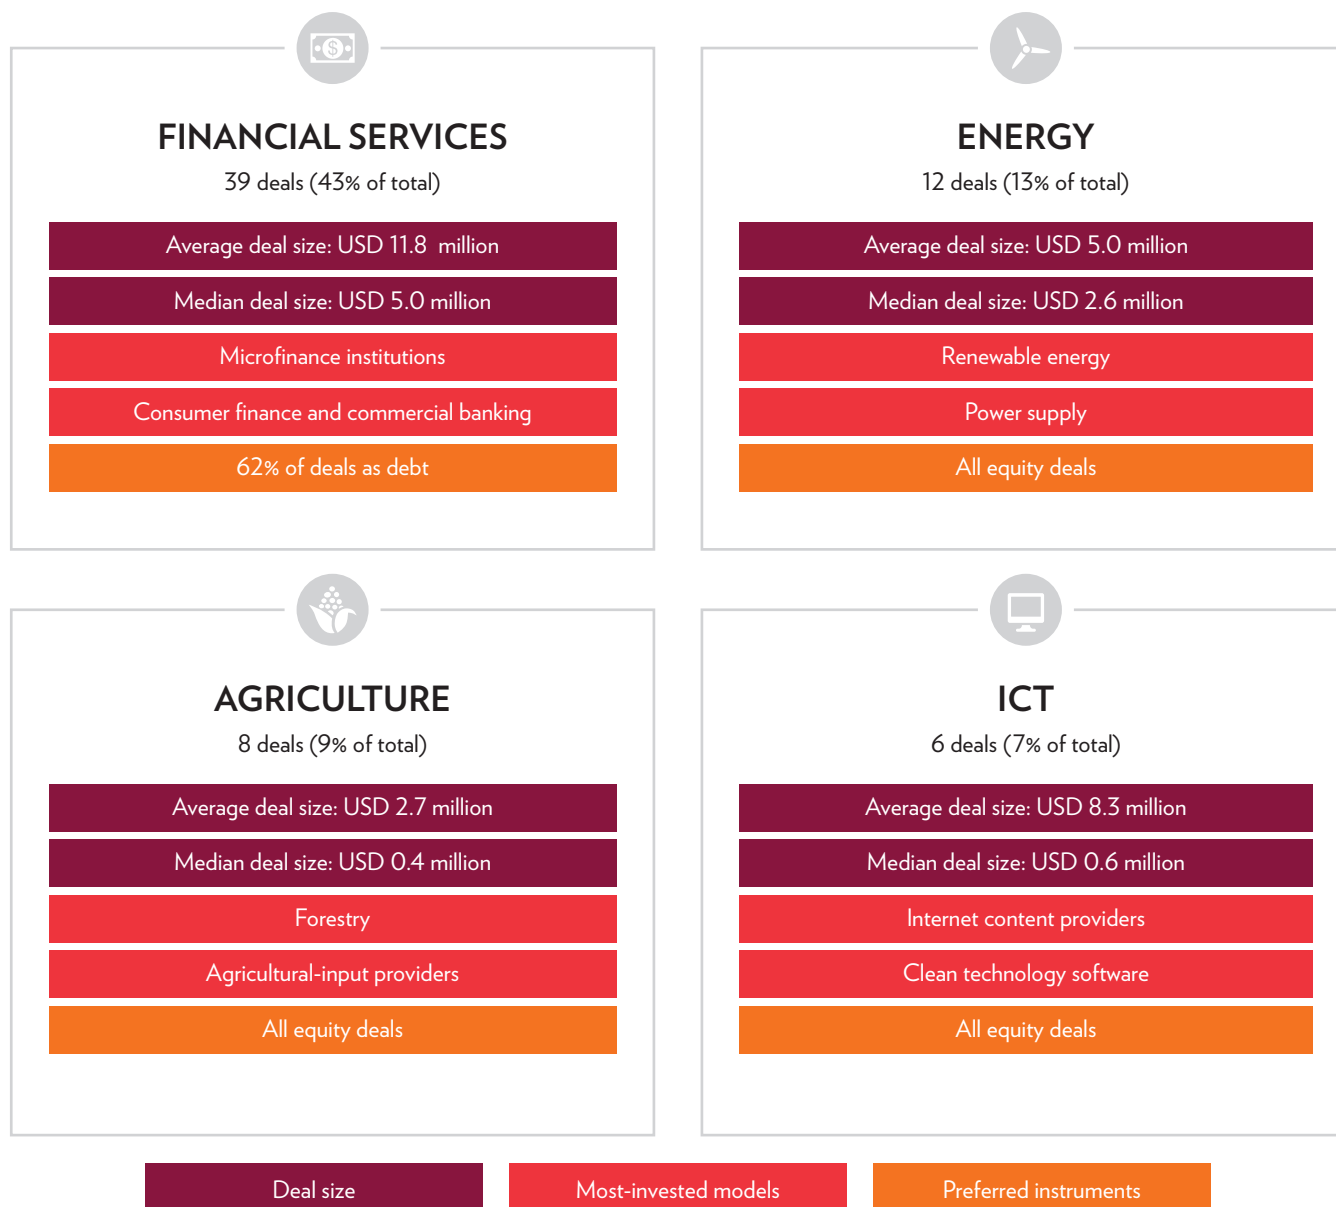 FINANCIAL SERVICES
39 deals (43% of total)
Average deal size: USD 11.8 million
Median deal size: USD 5.0 million
Microfinance institutions
Consumer finance and commercial banking
62% of deals as debt
ENERGY
12 deals (13% of total)
Average deal size: USD 5.0 million
Median deal size: USD 2.6 million
Renewable energy
Power supply
All equity deals
AGRICULTURE
8 deals (9% of total)
Average deal size: USD 2.7 million
Median deal size: USD 0.4 million
Forestry
Agricultural-input providers
All equity deals
ICT
6 deals (7% of total)
Average deal size: USD 8.3 million
Median deal size: USD 0.6 million
Internet content providers
Clean technology software
All equity deals
Deal size
Most-invested models
Preferred instruments